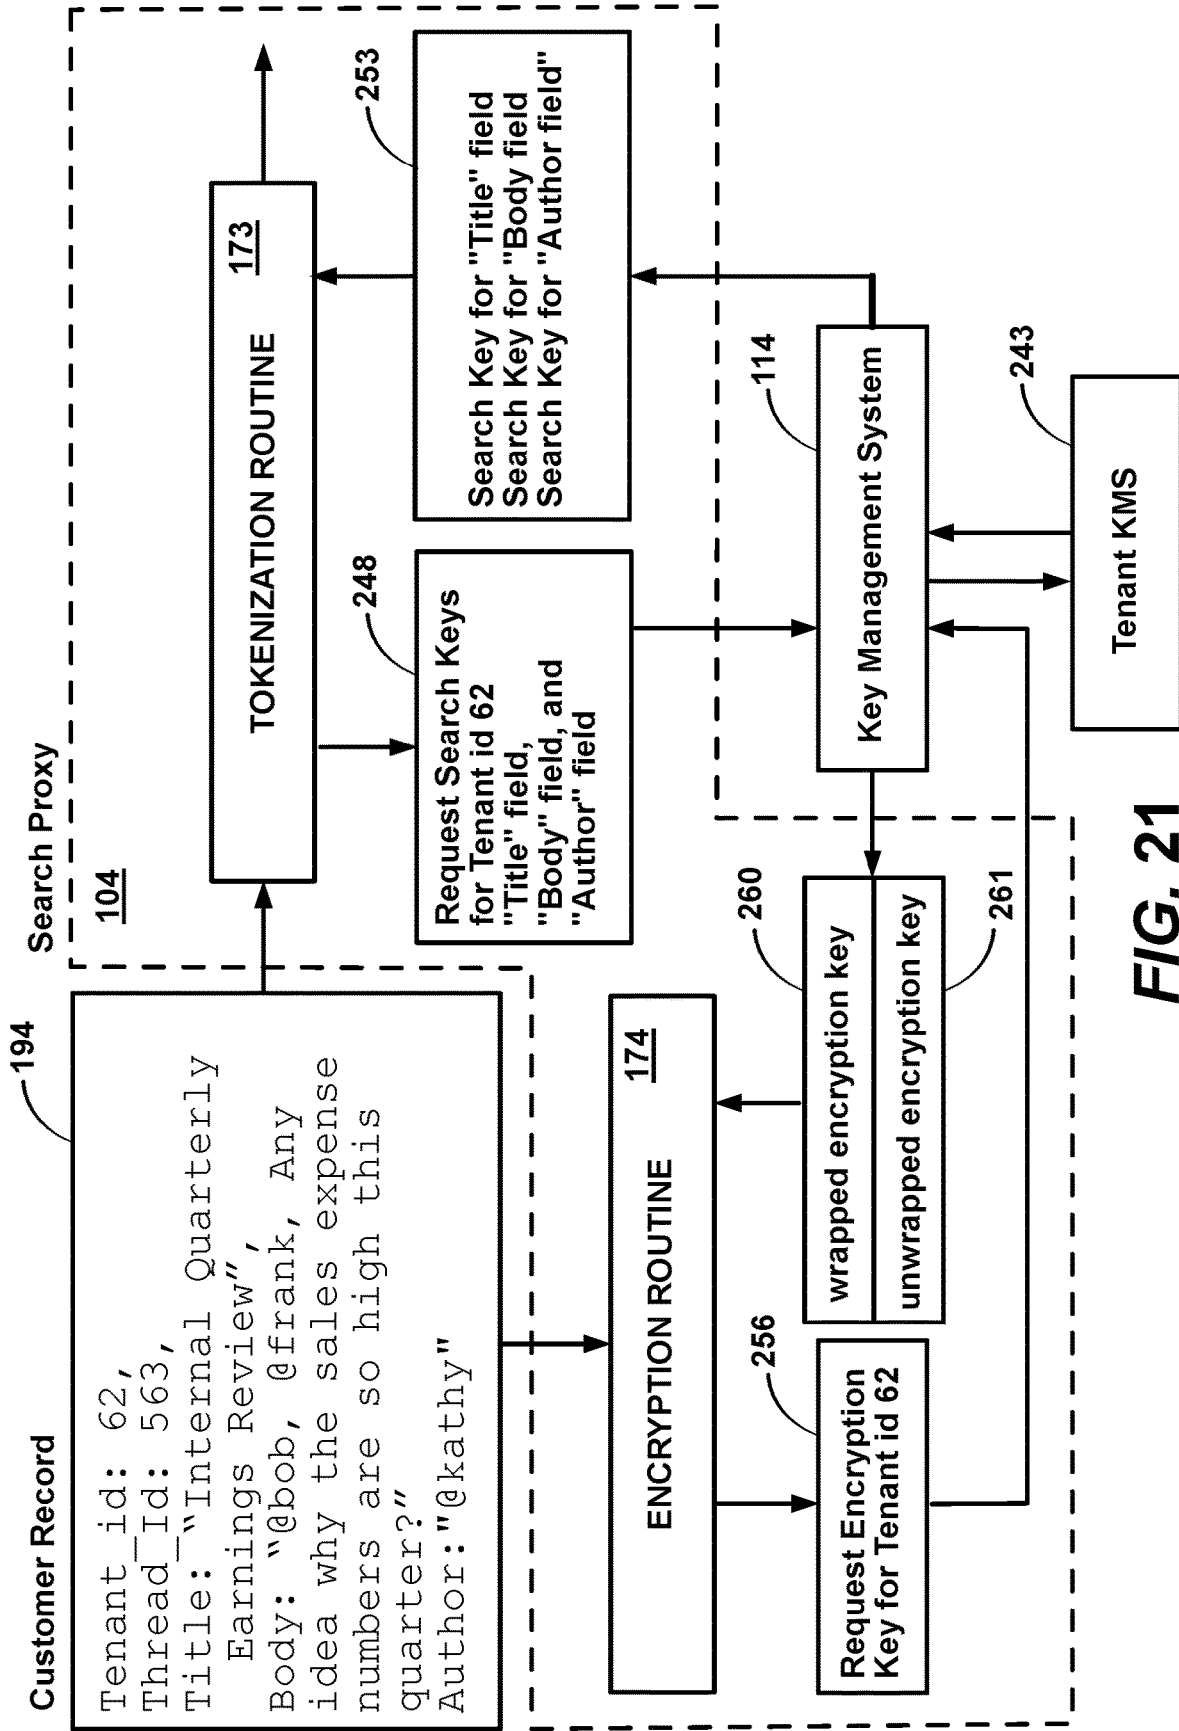 Customer Record
194
Tenant_id: 62,
Thread_Id: 563,
Title: “Internal Quarterly
Earnings Review”,
Body: “@bob, @frank, Any
idea why the sales expense
numbers are so high this
quarter?”
Author:"@kathy"
Search Proxy
104
TOKENIZATION ROUTINE
173
248
Request Search Keys
for Tenant id 62
"Title" field,
"Body" field, and
"Author" field
253
Search Key for "Title" field
Search Key for "Body field
Search Key for "Author field"
ENCRYPTION ROUTINE
174
256
Request Encryption
Key for Tenant id 62
260
wrapped encryption key
unwrapped encryption key
261
114
Key Management System
243
Tenant KMS
FIG. 21